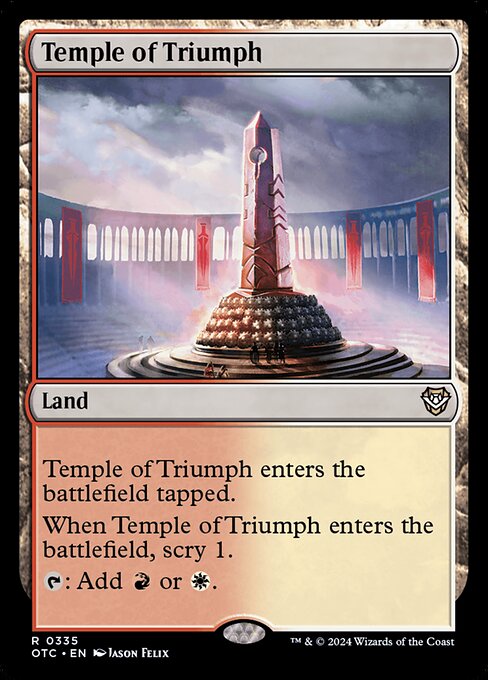 Temple of Triumph
Land
Temple of Triumph enters the
battlefield tapped.
When Temple of Triumph enters the
battlefield, scry 1.
: Add or .
R 0335
OTC • EN Jason Felix
™ & © 2024 Wizards of the Coast